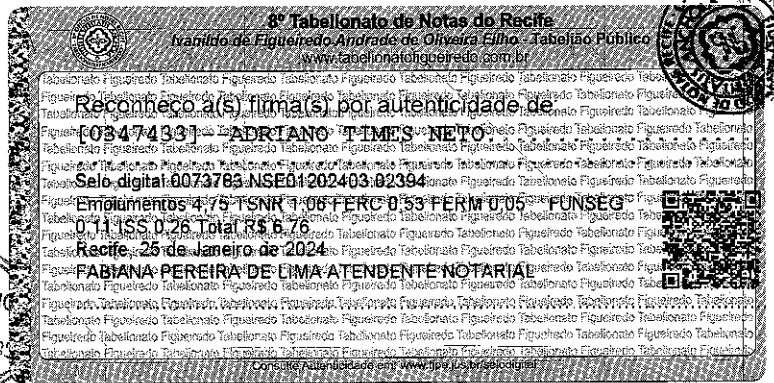 8º Tabelionato de Notas do Recife
Ivanildo de Figueiredo Andrade de Oliveira Filho - Tabelião Público
www.tabelionatofigueiredo.com.br
Reconheço a(s) firma(s) por autenticidade de:
[0347433] - ADRIANO TIMES NETO
Selo digital 0073783.NSE01202403.02394
Emolumentos 4,75 TSNR 1,06 FERC 0,53 FERM 0,05 FUNSEG
0,11 ISS 0,26 Total R$ 6,76
Recife, 25 de Janeiro de 2024
FABIANA PEREIRA DE LIMA ATENDENTE NOTARIAL
Consulte Autenticidade em: www.tjpe.jus.br/selodigital